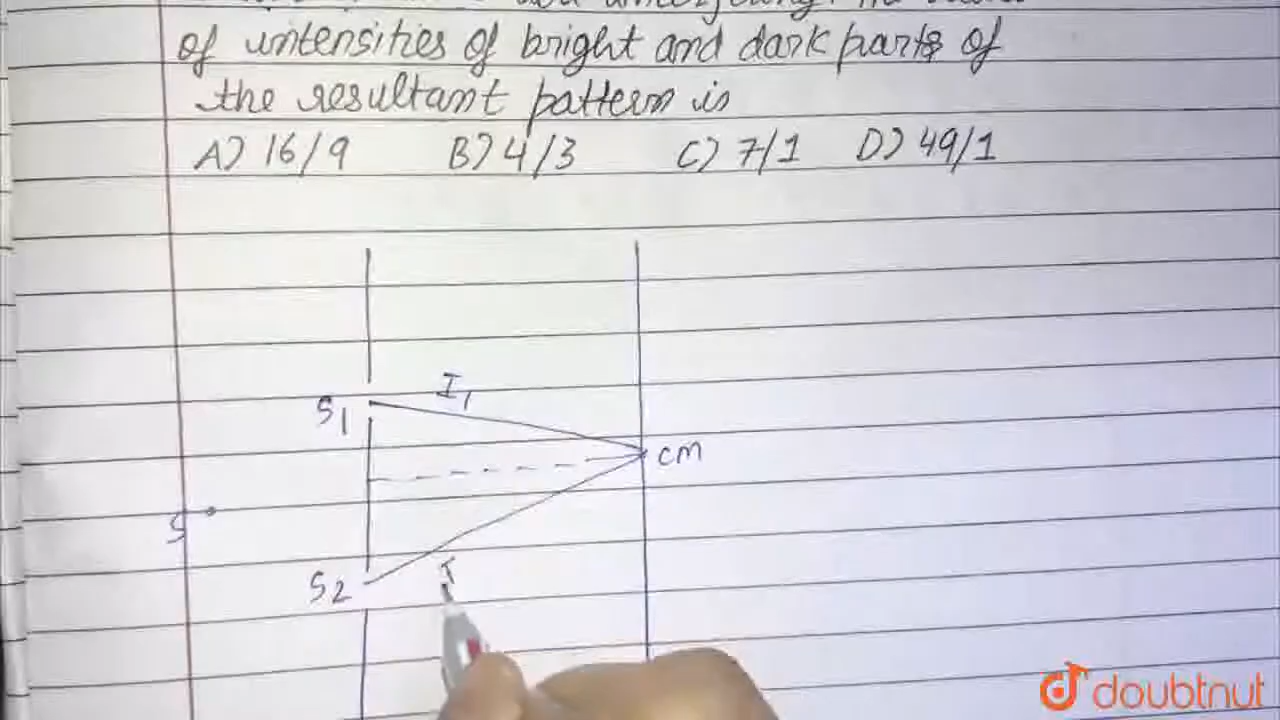 of intensities of bright and dark parts of
the resultant pattern is
A) 16/9 B) 4/3 C) 7/1 D) 49/1
I1
S1
CM
S
I
S2
doubtnut